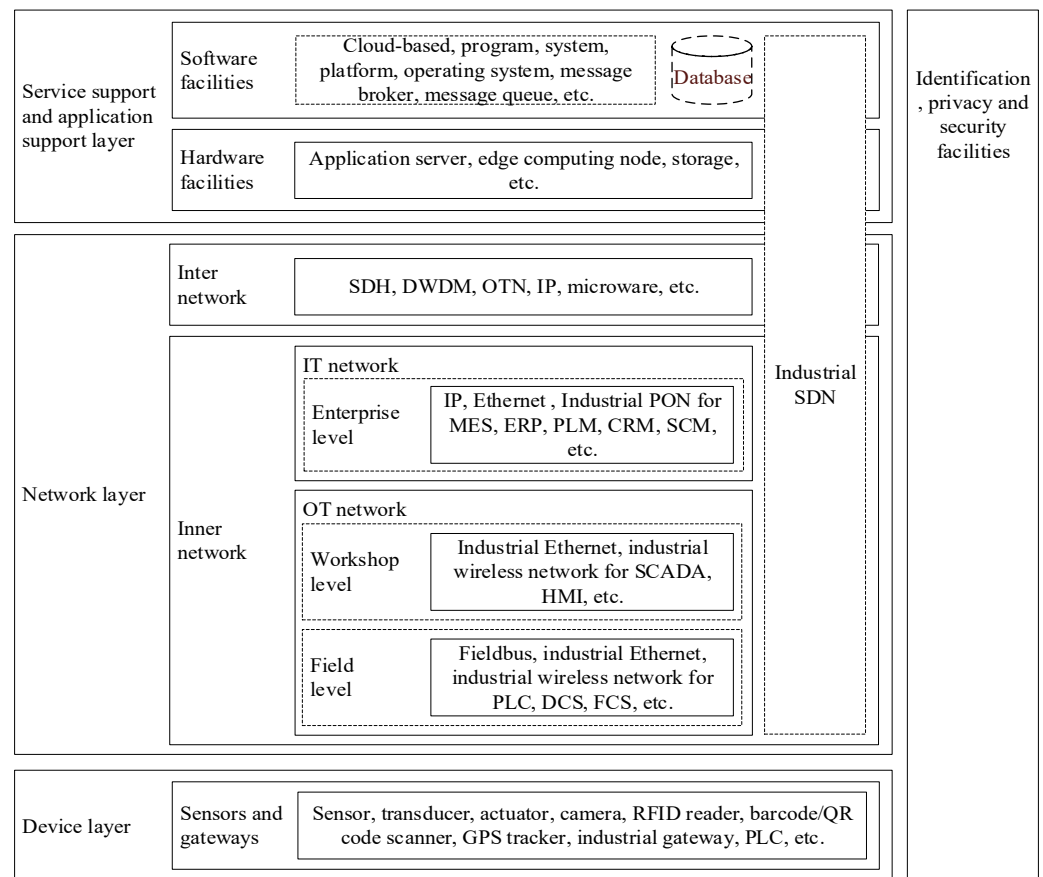 Service support
and application
support layer
Software
facilities
Cloud-based, program, system,
platform, operating system, message
broker, message queue, etc.
Database
Hardware
facilities
Application server, edge computing node, storage,
etc.
Identification
, privacy and
security
facilities
Network layer
Inter
network
SDH, DWDM, OTN, IP, microware, etc.
Inner
network
IT network
Enterprise
level
IP, Ethernet , Industrial PON for
MES, ERP, PLM, CRM, SCM,
etc.
OT network
Workshop
level
Industrial Ethernet, industrial
wireless network for SCADA,
HMI, etc.
Field
level
Fieldbus, industrial Ethernet,
industrial wireless network for
PLC, DCS, FCS, etc.
Industrial
SDN
Device layer
Sensors and
gateways
Sensor, transducer, actuator, camera, RFID reader, barcode/QR
code scanner, GPS tracker, industrial gateway, PLC, etc.